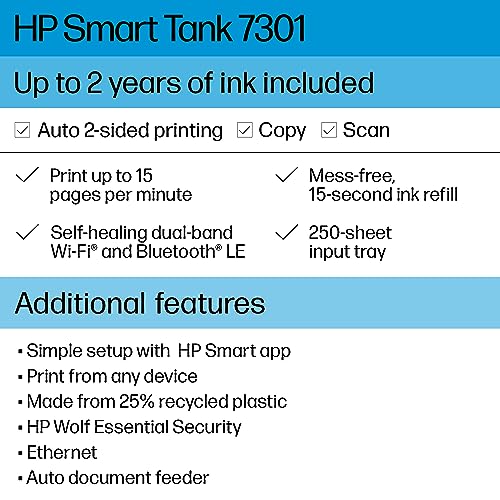 HP Smart Tank 7301
Up to 2 years of ink included
Auto 2-sided printing Copy Scan
Print up to 15
pages per minute
Mess-free,
15-second ink refill
Self-healing dual-band
Wi-Fi® and Bluetooth® LE
250-sheet
input tray
Additional features
• Simple setup with HP Smart app
• Print from any device
• Made from 25% recycled plastic
• HP Wolf Essential Security
• Ethernet
• Auto document feeder